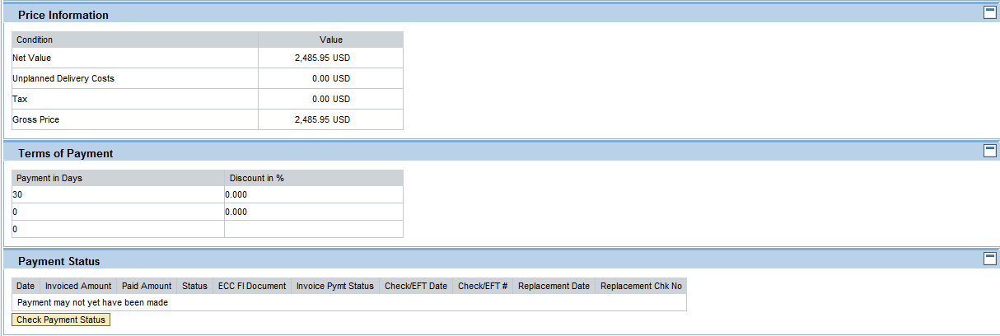 Price Information
Condition Value
Net Value 2,485.95 USD
Unplanned Delivery Costs 0.00 USD
Tax 0.00 USD
Gross Price 2,485.95 USD
Terms of Payment
Payment in Days Discount in %
30 0.000
0 0.000
0
Payment Status
Date Invoiced Amount Paid Amount Status ECC FI Document Invoice Pymt Status Check/EFT Date Check/EFT # Replacement Date Replacement Chk No
Payment may not yet have been made
Check Payment Status